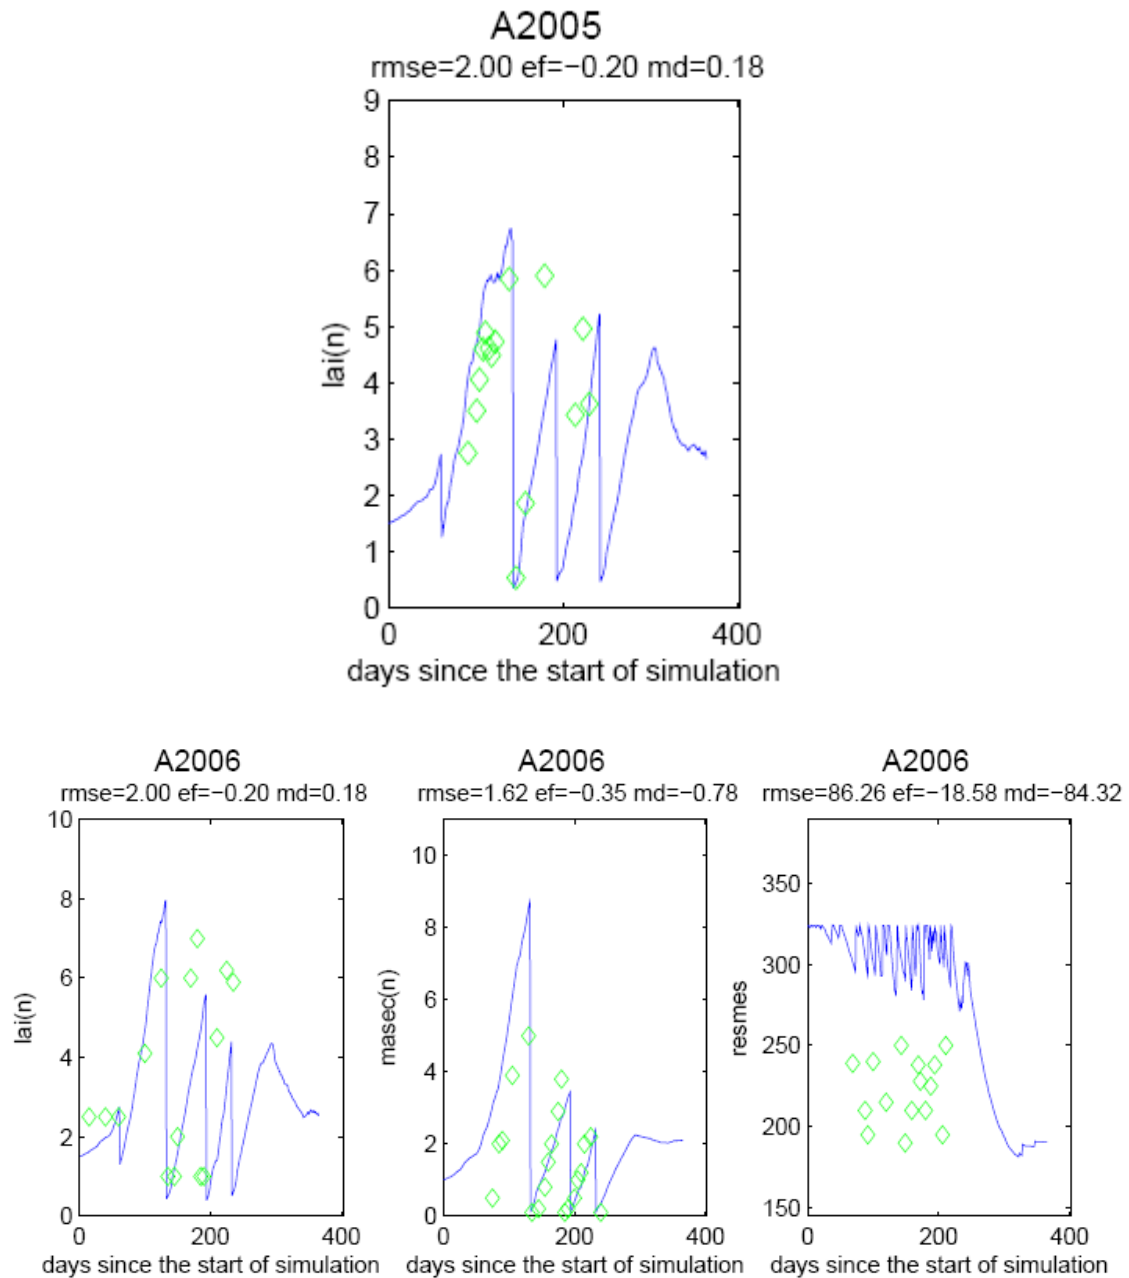 A2005
rmse=2.00 ef=−0.20 md=0.18
9
8
7
6
5
4
3
2
1
0
lai(n)
0 200 400
days since the start of simulation
A2006
rmse=2.00 ef=−0.20 md=0.18
10
8
6
4
2
0
lai(n)
0 200 400
days since the start of simulation
A2006
rmse=1.62 ef=−0.35 md=−0.78
10
8
6
4
2
0
masec(n)
0 200 400
days since the start of simulation
A2006
rmse=86.26 ef=−18.58 md=−84.32
350
300
250
200
150
resmes
0 200 400
days since the start of simulation